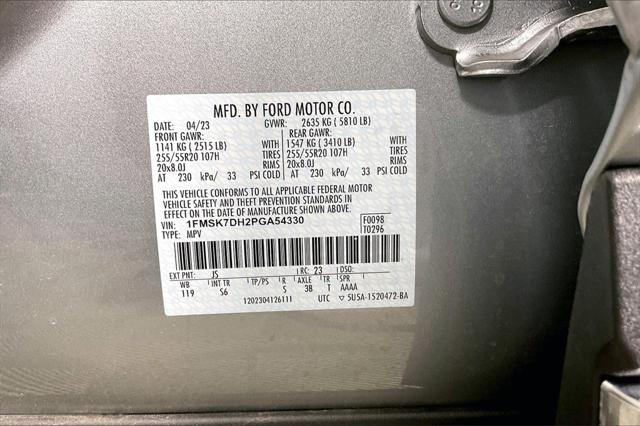 MFD. BY FORD MOTOR CO.
DATE: 04/23 GVWR: 2635 KG ( 5810 LB)
FRONT GAWR: REAR GAWR:
1141 KG ( 2515 LB) WITH 1547 KG ( 3410 LB) WITH
255/55R20 107H TIRES 255/55R20 107H TIRES
20x8.0J RIMS 20x8.0J RIMS
AT 230 kPa/ 33 PSI COLD AT 230 kPa/ 33 PSI COLD
THIS VEHICLE CONFORMS TO ALL APPLICABLE FEDERAL MOTOR
VEHICLE SAFETY AND THEFT PREVENTION STANDARDS IN
EFFECT ON THE DATE OF MANUFACTURE SHOWN ABOVE.
VIN: 1FMSK7DH2PGA54330 F0098
TYPE: MPV T0296
EXT PNT: JS RC: 23 DSO:
WB INT TR TP/PS R AXLE TR SPR
119 S6 S 3B T AAAA
1202304126111 UTC ▽ 5U5A-1520472-BA